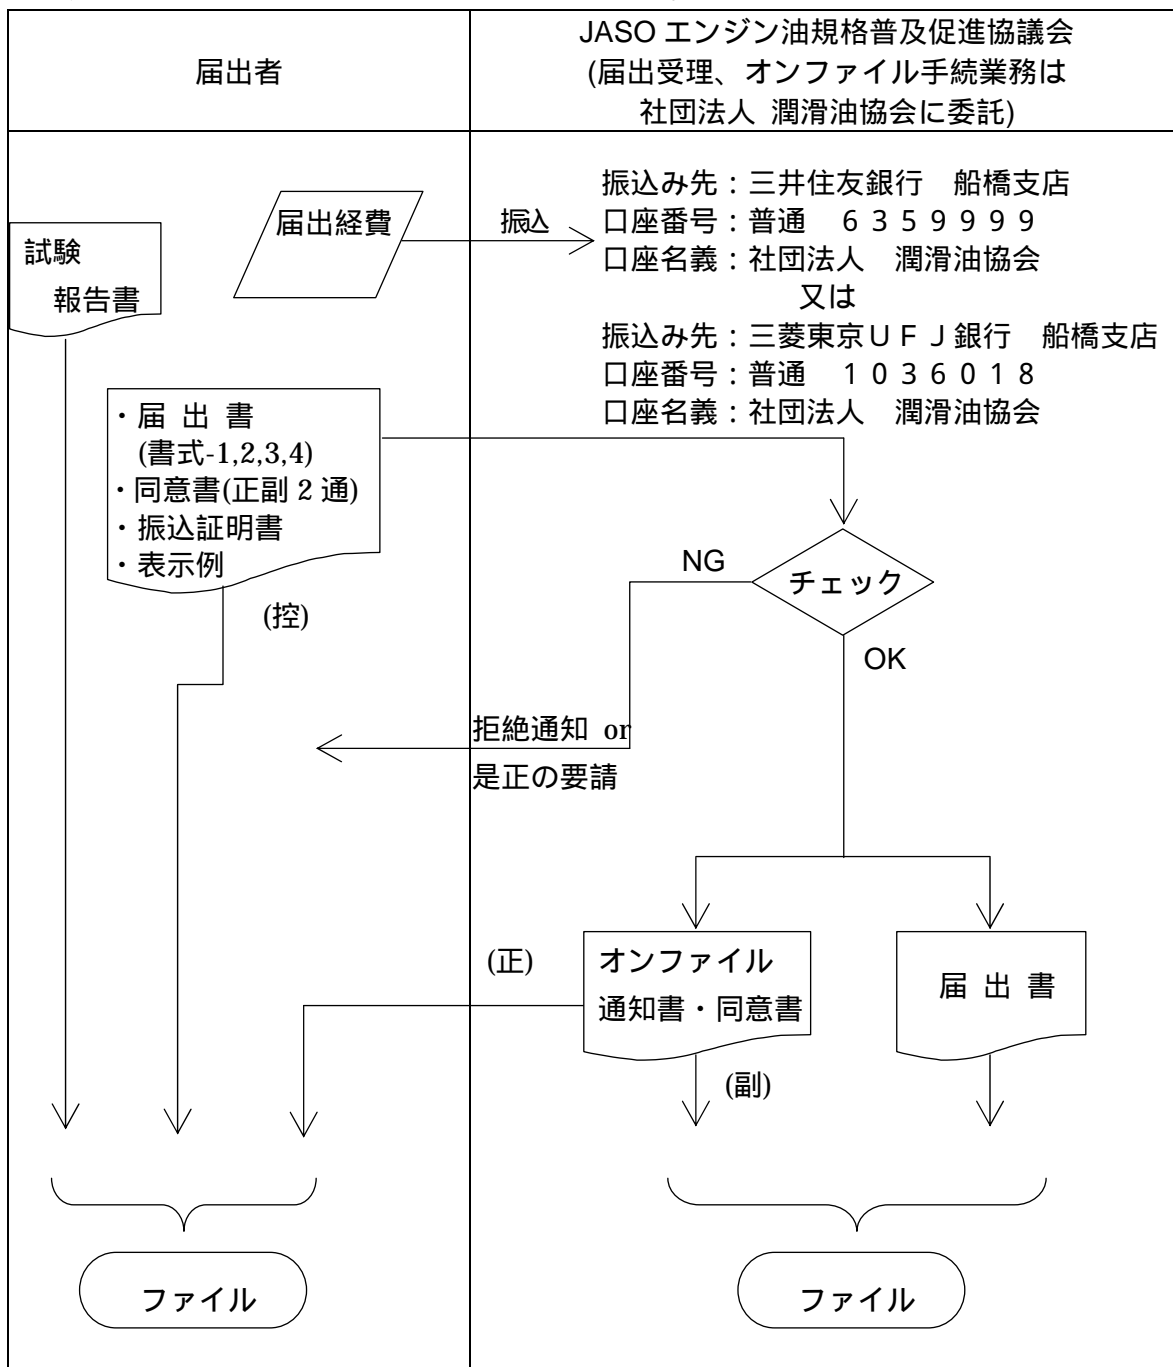 届出者
JASO エンジン油規格普及促進協議会
(届出受理、オンファイル手続業務は
社団法人 潤滑油協会に委託)
試験
報告書
届出経費
振込
振込み先：三井住友銀行　船橋支店
口座番号：普通　６３５９９９９
口座名義：社団法人　潤滑油協会
又は
振込み先：三菱東京ＵＦＪ銀行　船橋支店
口座番号：普通　１０３６０１８
口座名義：社団法人　潤滑油協会
・届 出 書
(書式-1,2,3,4)
・同意書(正副 2 通)
・振込証明書
・表示例
(控)
NG
チェック
OK
拒絶通知 or
是正の要請
(正)
オンファイル
通知書・同意書
届 出 書
(副)
ファイル
ファイル